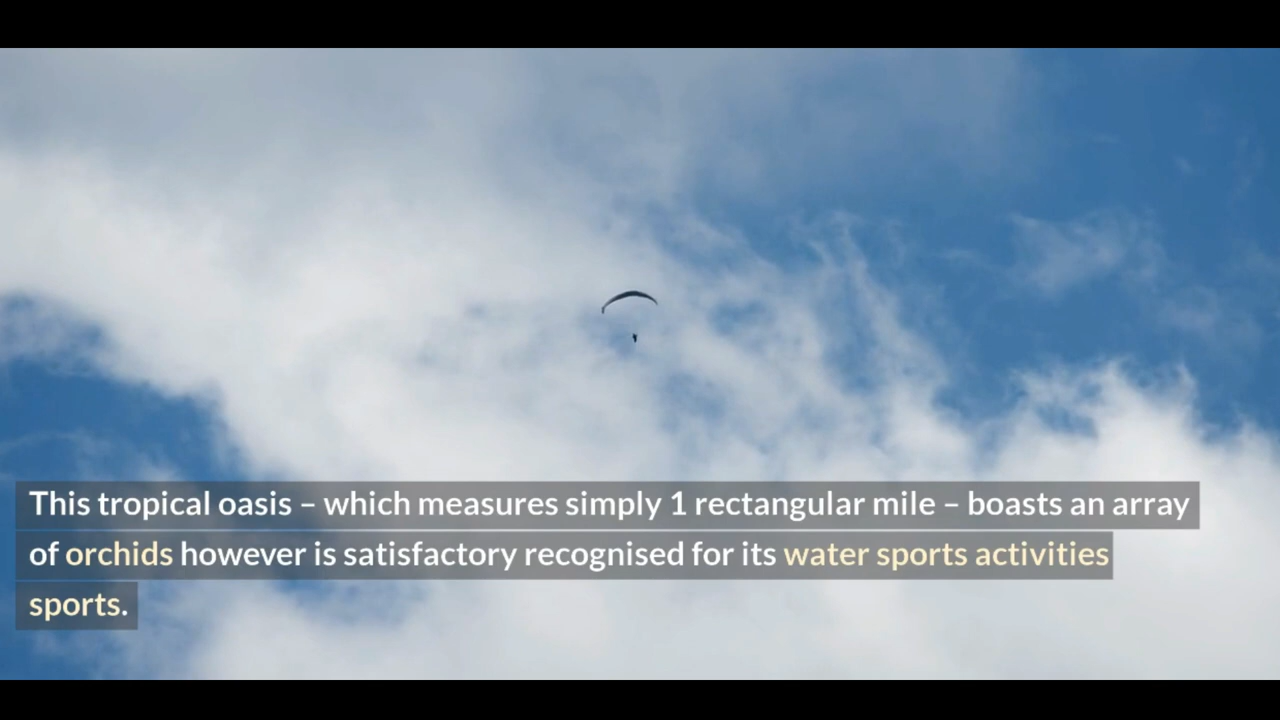 This tropical oasis – which measures simply 1 rectangular mile – boasts an array
of orchids however is satisfactory recognised for its water sports activities
sports.